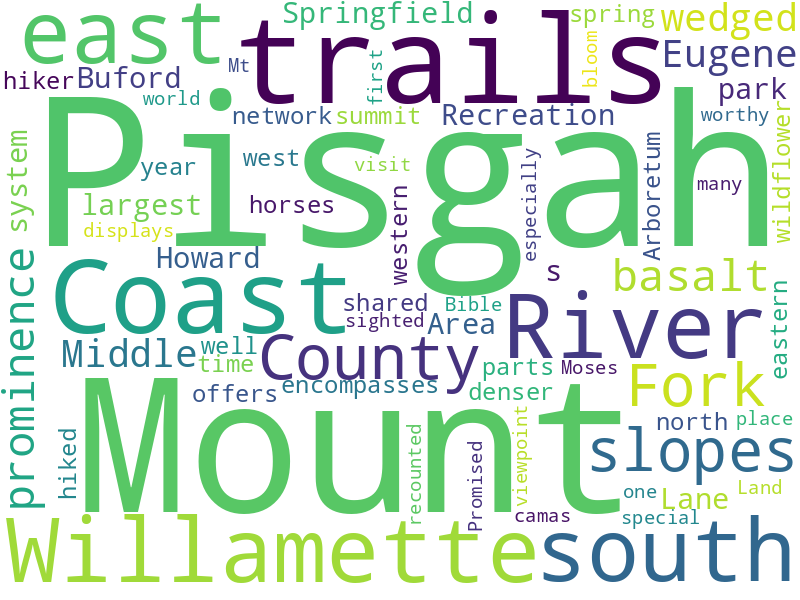 Springfield
spring
wedged
east
trails
Eugene
hiker
Buford
Mt
first
bloom
park
world
network
summit
Recreation
worthy
Pisgah
system
year
west
visit
especially
Arboretum
many
wildflower
largest
horses
western
displays
Howard
s
basalt
prominence
Coast
shared
Bible
River
eastern
sighted
Area
Middle
well
time
County
parts
Moses
Fork
offers
encompasses
denser
north
place
Mount
hiked
recounted
Promised
viewpoint
slopes
one
Lane
Land
camas
special
Willamette
south